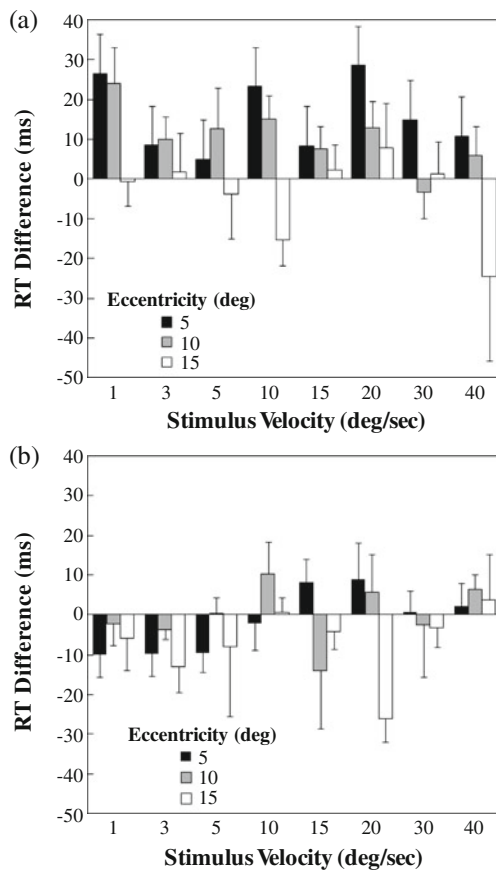 (a)
40
30
20
10
0
-10
-20
-30
-40
-50
RT Difference (ms)
Eccentricity (deg)
5
10
15
1 3 5 10 15 20 30 40
Stimulus Velocity (deg/sec)
(b)
40
30
20
10
0
-10
-20
-30
-40
-50
RT Difference (ms)
Eccentricity (deg)
5
10
15
1 3 5 10 15 20 30 40
Stimulus Velocity (deg/sec)